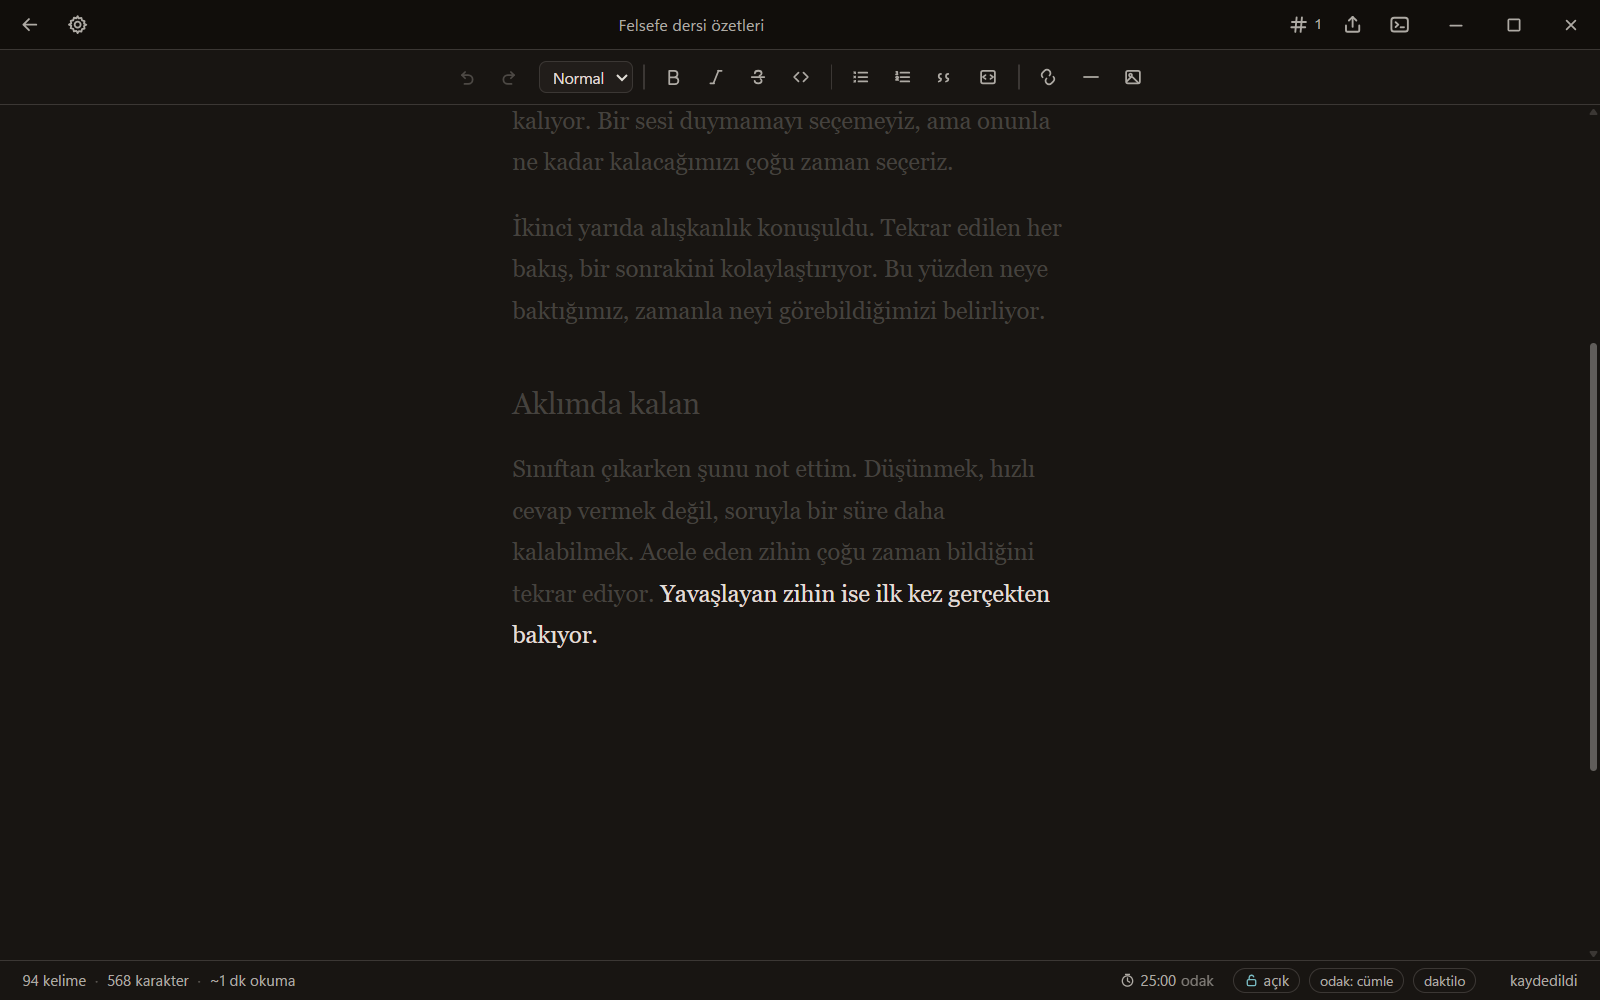 Felsefe dersi özetleri
1
Normal
kalıyor. Bir sesi duymamayı seçemeyiz, ama onunla
ne kadar kalacağımızı çoğu zaman seçeriz.
İkinci yarıda alışkanlık konuşuldu. Tekrar edilen her
bakış, bir sonrakini kolaylaştırıyor. Bu yüzden neye
baktığımız, zamanla neyi görebildiğimizi belirliyor.
Aklımda kalan
Sınıftan çıkarken şunu not ettim. Düşünmek, hızlı
cevap vermek değil, soruyla bir süre daha
kalabilmek. Acele eden zihin çoğu zaman bildiğini
tekrar ediyor. Yavaşlayan zihin ise ilk kez gerçekten
bakıyor.
94 kelime · 568 karakter · ~1 dk okuma
25:00 odak
açık
odak: cümle
daktilo
kaydedildi